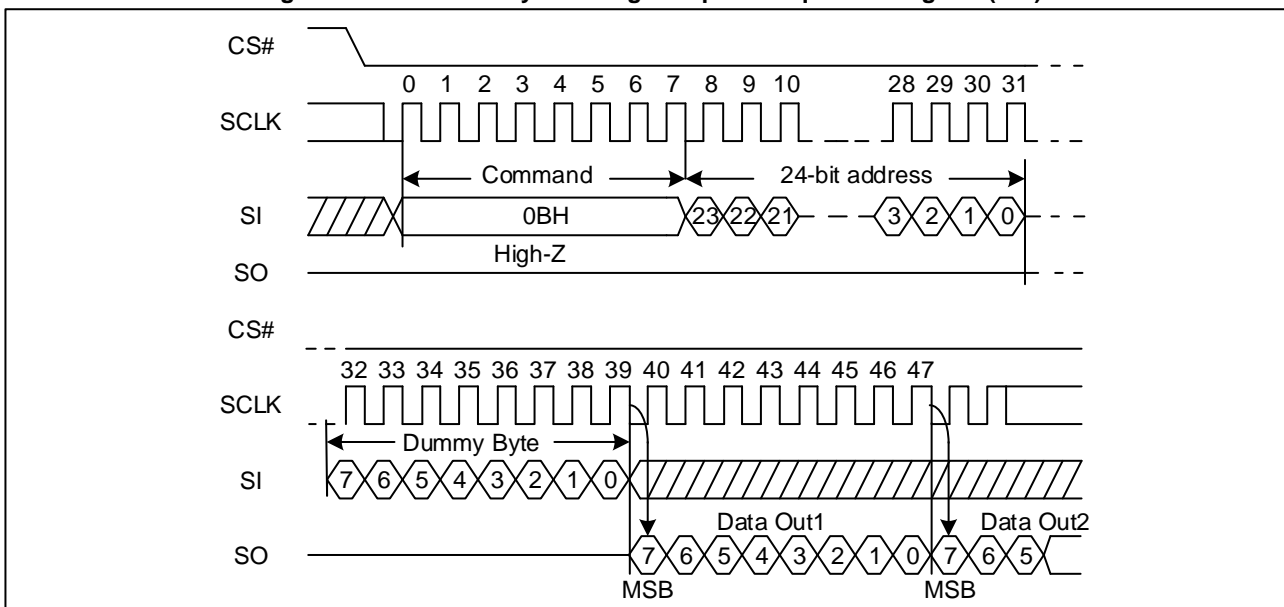 CS#
0 1 2 3 4 5 6 7 8 9 10 28 29 30 31
SCLK
Command 24-bit address
SI 0BH 23 22 21 3 2 1 0
High-Z
SO
CS#
32 33 34 35 36 37 38 39 40 41 42 43 44 45 46 47
SCLK
Dummy Byte
SI 7 6 5 4 3 2 1 0
Data Out1 Data Out2
SO 7 6 5 4 3 2 1 0 7 6 5
MSB MSB